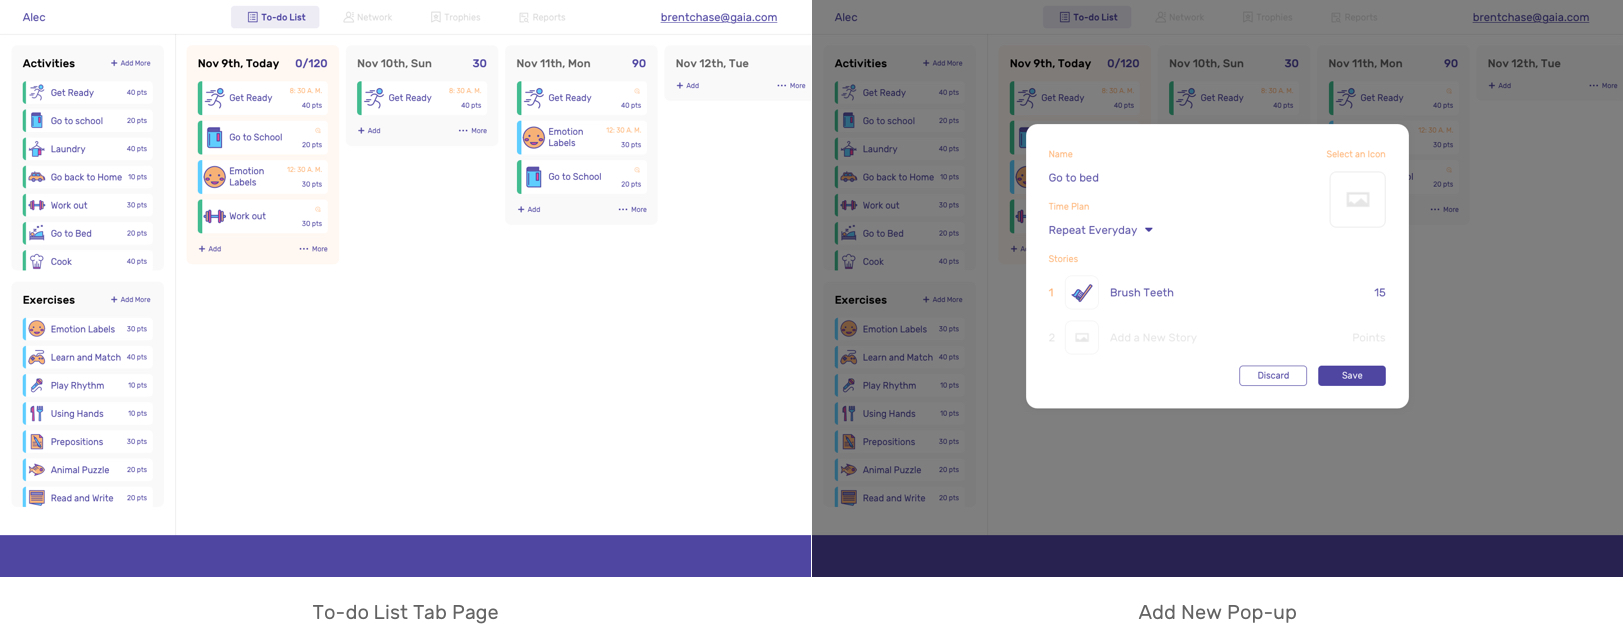 Alec
To-do List
Network
Trophies
Reports
brentchase@gaia.com
Activities
+ Add More
Get Ready 40 pts
Go to school 20 pts
Laundry 40 pts
Go back to Home 10 pts
Work out 30 pts
Go to Bed 20 pts
Cook 40 pts
Exercises
+ Add More
Emotion Labels 30 pts
Learn and Match 40 pts
Play Rhythm 10 pts
Using Hands 10 pts
Prepositions 30 pts
Animal Puzzle 20 pts
Read and Write 20 pts
Nov 9th, Today 0/120
8:30 A. M.
Get Ready
40 pts
Go to School
20 pts
12:30 A. M.
Emotion
Labels
30 pts
Work out
30 pts
+ Add
··· More
Nov 10th, Sun 30
8:30 A. M.
Get Ready
40 pts
+ Add
··· More
Nov 11th, Mon 90
Get Ready
40 pts
12:30 A. M.
Emotion
Labels
30 pts
Go to School
20 pts
+ Add
··· More
Nov 12th, Tue
+ Add
··· More
To-do List Tab Page
Alec
To-do List
Network
Trophies
Reports
brentchase@gaia.com
Activities
+ Add More
Get Ready 40 pts
Go to school 20 pts
Laundry 40 pts
Go back to Home 10 pts
Work out 30 pts
Go to Bed 20 pts
Cook 40 pts
Exercises
+ Add More
Emotion Labels 30 pts
Learn and Match 40 pts
Play Rhythm 10 pts
Using Hands 10 pts
Prepositions 30 pts
Animal Puzzle 20 pts
Read and Write 20 pts
Nov 9th, Today 0/120
8:30 A. M.
Get Ready
40 pts
Nov 10th, Sun 30
8:30 A. M.
Get Ready
40 pts
Nov 11th, Mon 90
Get Ready
40 pts
12:30 A. M.
30 pts
20 pts
··· More
Nov 12th, Tue
+ Add
··· More
Name
Select an Icon
Go to bed
Time Plan
Repeat Everyday
Stories
1 Brush Teeth 15
2 Add a New Story Points
Discard
Save
Add New Pop-up